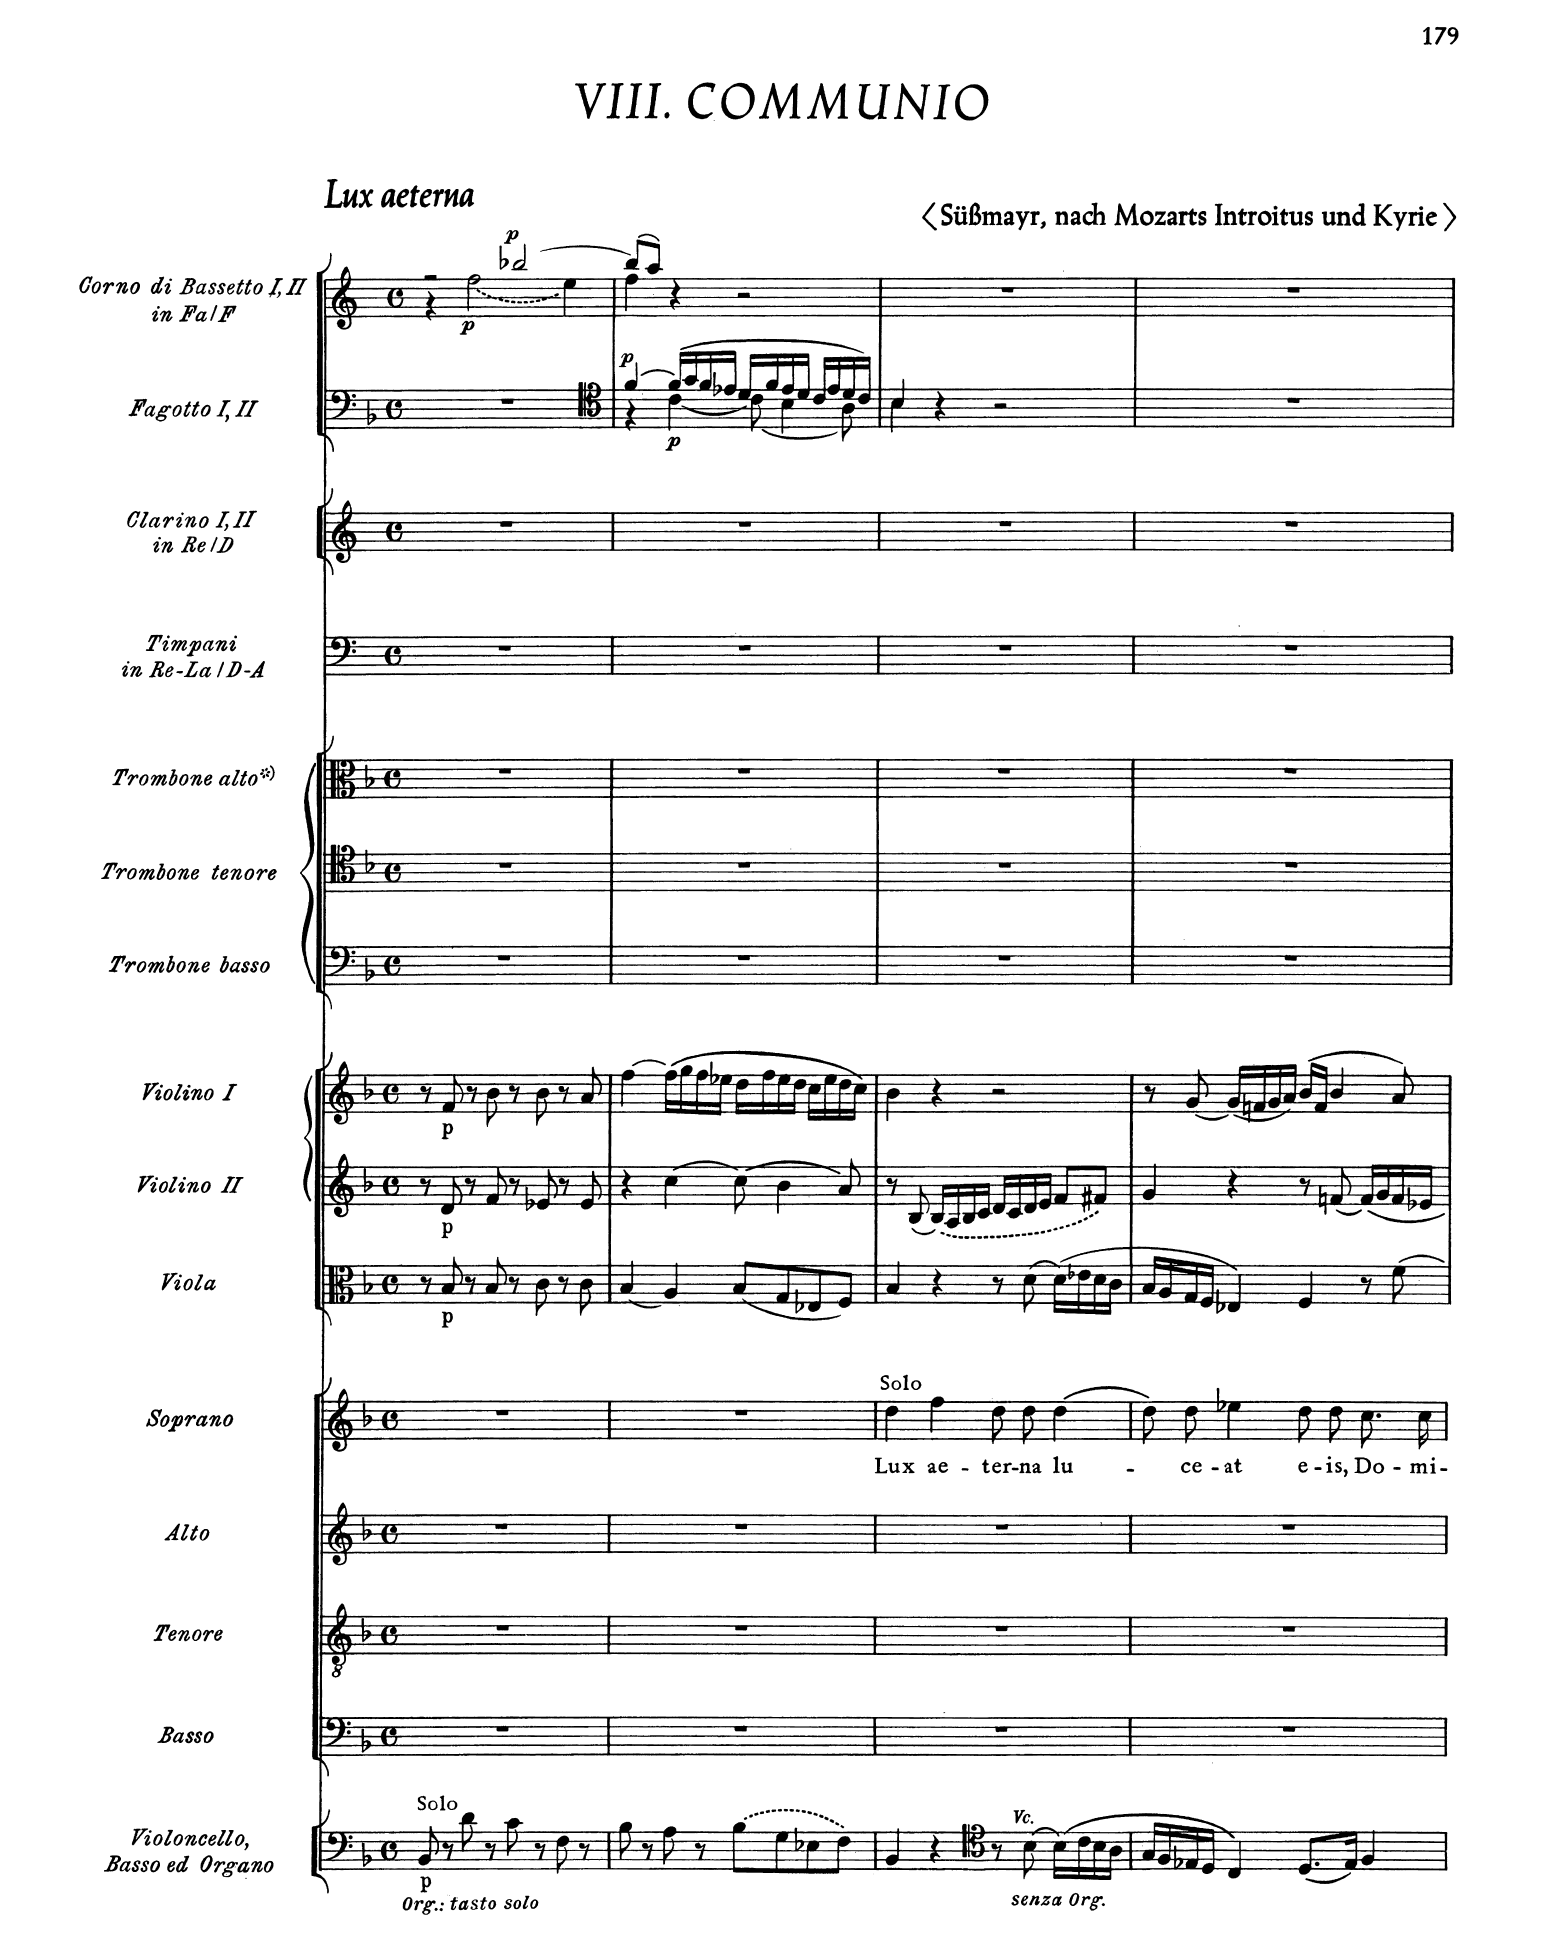 179
VIII. COMMUNIO
Lux aeterna
〈Süßmayr, nach Mozarts Introitus und Kyrie〉
p
Corno di Bassetto I, II
in Fa/F
p
p
Fagotto I, II
p
Clarino I, II
in Re/D
Timpani
in Re-La/D-A
Trombone alto*)
Trombone tenore
Trombone basso
Violino I
p
Violino II
p
Viola
p
Solo
Soprano
Lux ae - ter-na lu - ce - at e - is, Do - mi-
Alto
Tenore
8
Basso
Solo
Vc.
Violoncello,
Basso ed Organo
p
Org.: tasto solo
senza Org.